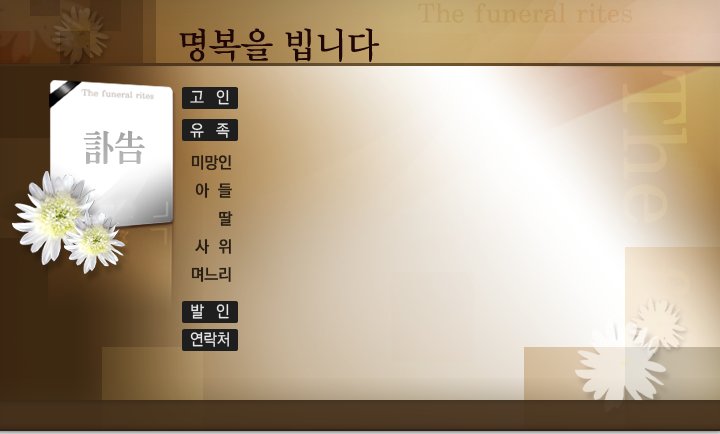 The funeral rites
명복을 빕니다
The funeral rites
訃告
고 인
유 족
미망인
아 들
딸
사 위
며느리
발 인
연락처
The